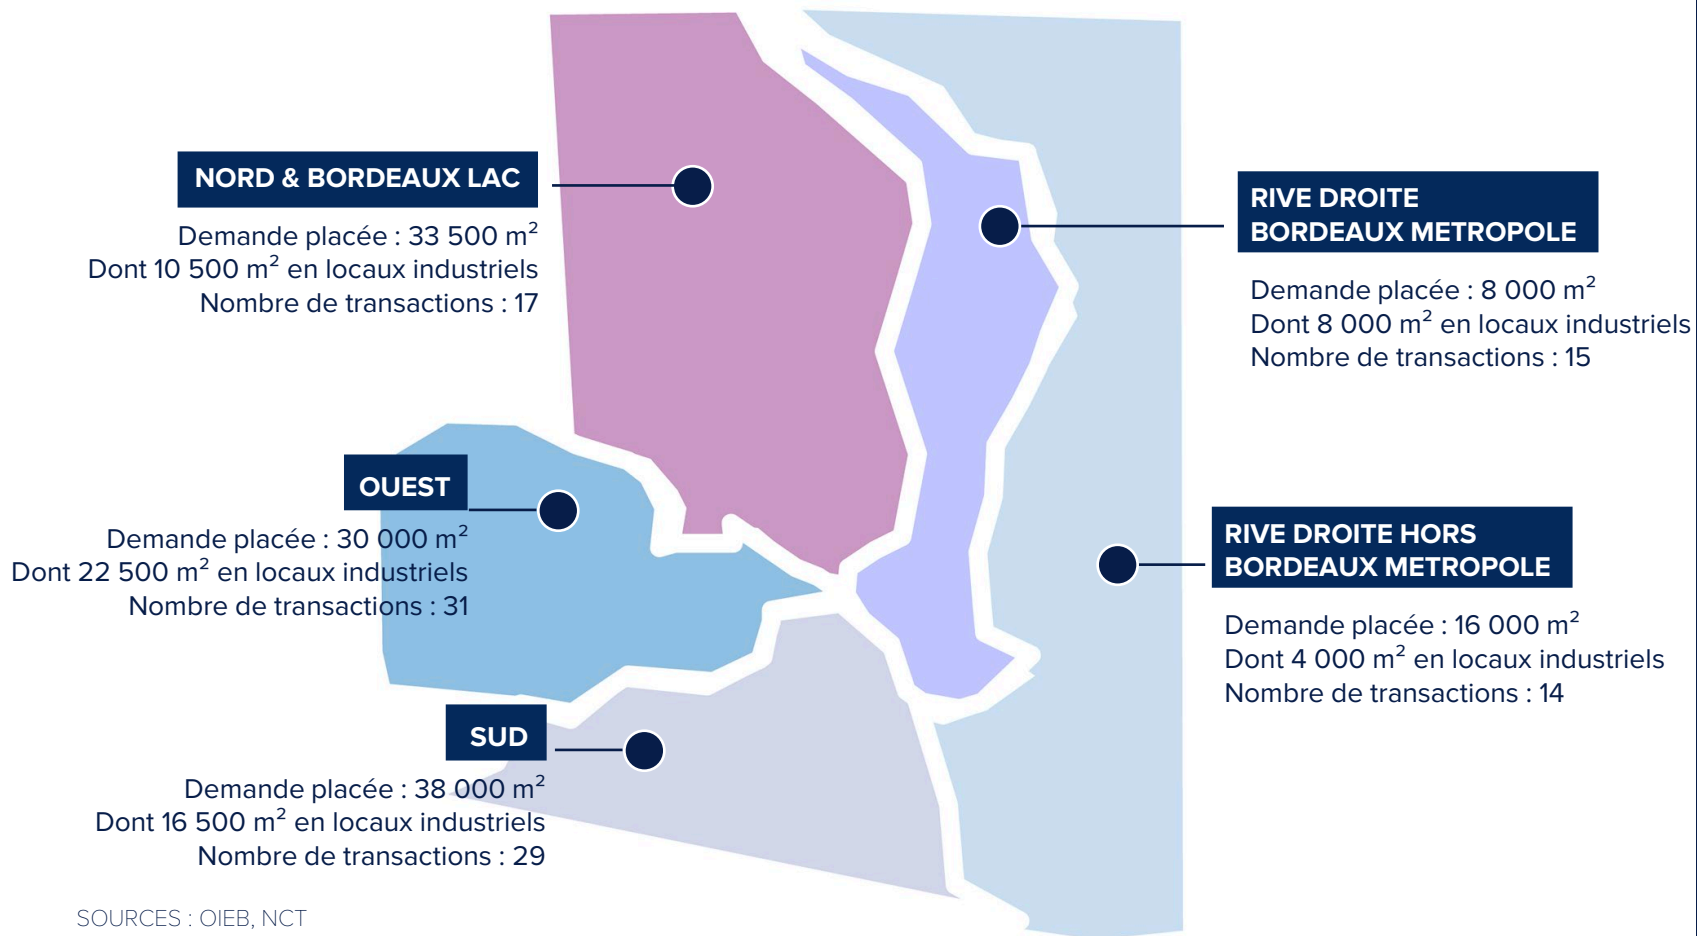 NORD & BORDEAUX LAC
Demande placée : 33 500 m²
Dont 10 500 m² en locaux industriels
Nombre de transactions : 17
RIVE DROITE
BORDEAUX METROPOLE
Demande placée : 8 000 m²
Dont 8 000 m² en locaux industriels
Nombre de transactions : 15
OUEST
Demande placée : 30 000 m²
Dont 22 500 m² en locaux industriels
Nombre de transactions : 31
RIVE DROITE HORS
BORDEAUX METROPOLE
Demande placée : 16 000 m²
Dont 4 000 m² en locaux industriels
Nombre de transactions : 14
SUD
Demande placée : 38 000 m²
Dont 16 500 m² en locaux industriels
Nombre de transactions : 29
SOURCES : OIEB, NCT